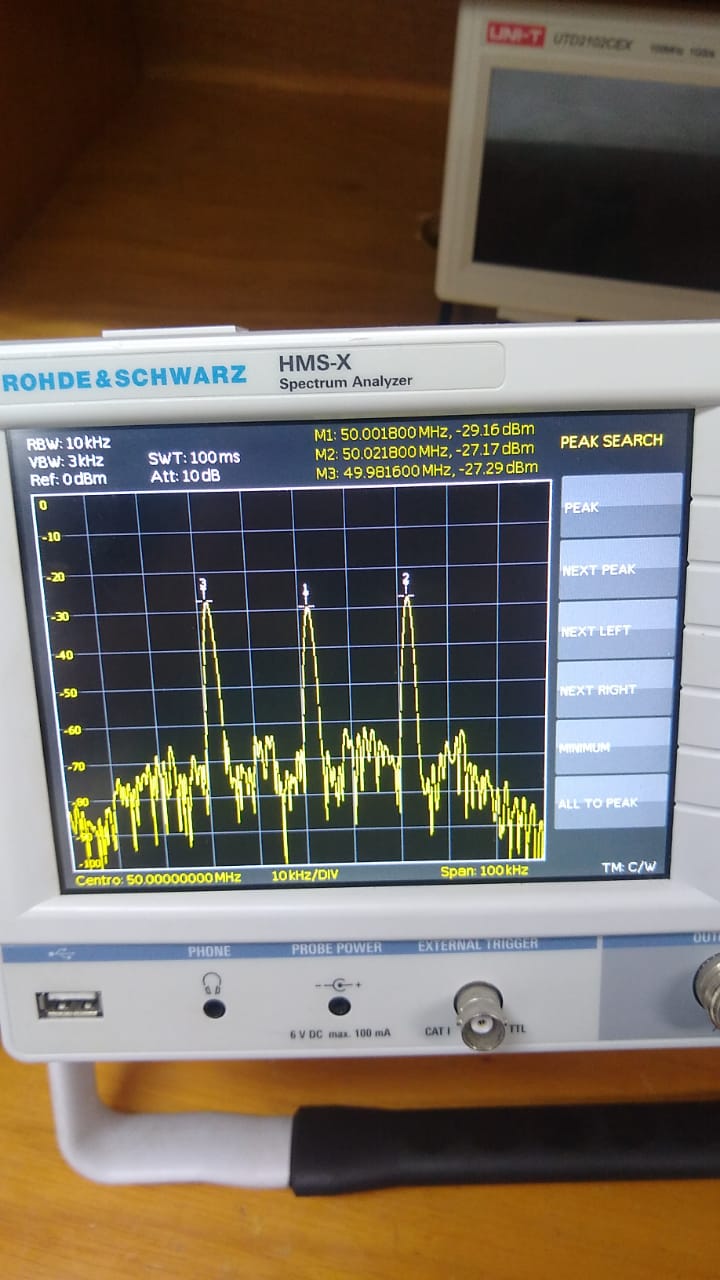 UNI-T UTD2102CEX 100MHz 1GS/s
ROHDE & SCHWARZ
HMS-X
Spectrum Analyzer
RBW: 10 kHz
VBW: 3 kHz
Ref: 0 dBm
SWT: 100 ms
Att: 10 dB
M1: 50.001800 MHz, -29.16 dBm
M2: 50.021800 MHz, -27.17 dBm
M3: 49.981600 MHz, -27.29 dBm
PEAK SEARCH
PEAK
NEXT PEAK
NEXT LEFT
NEXT RIGHT
MINIMUM
ALL TO PEAK
0
-10
-20
-30
-40
-50
-60
-70
-80
-90
-100
3
1
2
Centro: 50.00000000 MHz
10 kHz/DIV
Span: 100 kHz
TM: C/W
PHONE
PROBE POWER
EXTERNAL TRIGGER
6 V DC max. 100 mA
CAT I
TTL